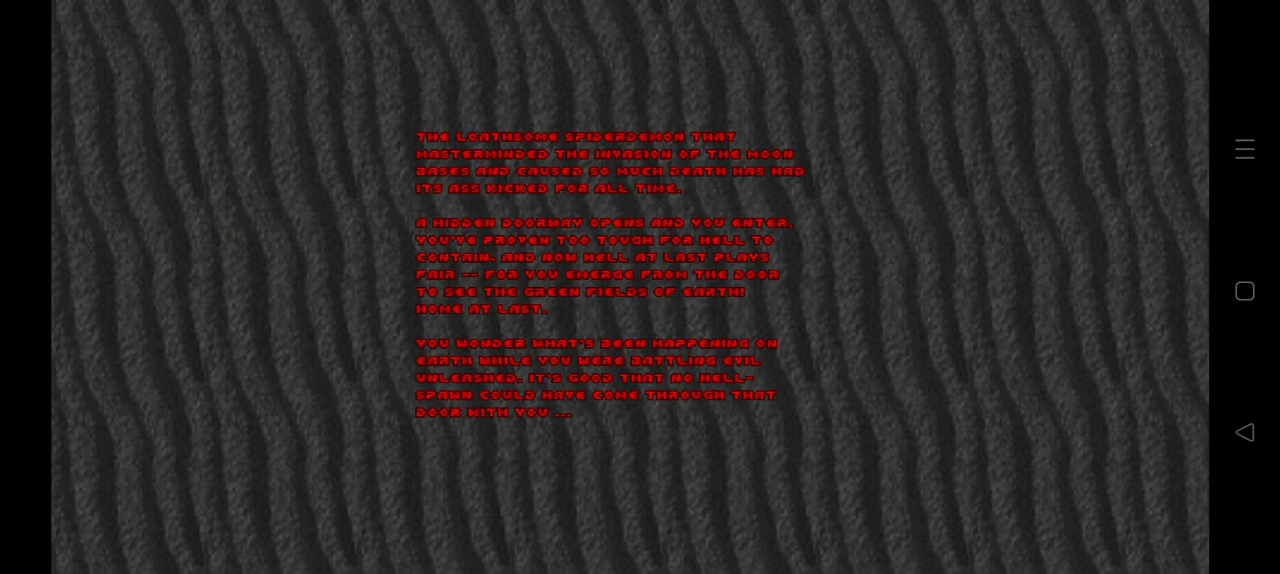 THE LOATHSOME SPIDERDEMON THAT
MASTERMINDED THE INVASION OF THE MOON
BASES AND CAUSED SO MUCH DEATH HAS HAD
ITS ASS KICKED FOR ALL TIME.
A HIDDEN DOORWAY OPENS AND YOU ENTER.
YOU'VE PROVEN TOO TOUGH FOR HELL TO
CONTAIN, AND NOW HELL AT LAST PLAYS
FAIR -- FOR YOU EMERGE FROM THE DOOR
TO SEE THE GREEN FIELDS OF EARTH!
HOME AT LAST.
YOU WONDER WHAT'S BEEN HAPPENING ON
EARTH WHILE YOU WERE BATTLING EVIL
UNLEASHED. IT'S GOOD THAT NO HELL-
SPAWN COULD HAVE COME THROUGH THAT
DOOR WITH YOU ...